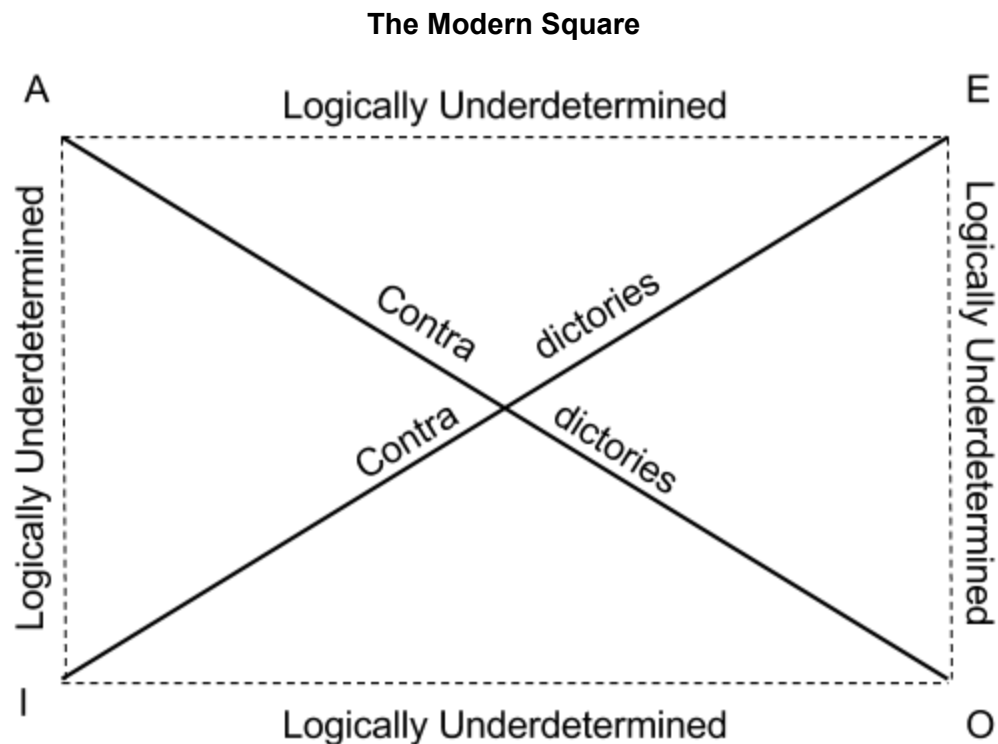 The Modern Square
A
E
Logically Underdetermined
Logically Underdetermined
Logically Underdetermined
Contra
dictories
Contra
dictories
I
O
Logically Underdetermined